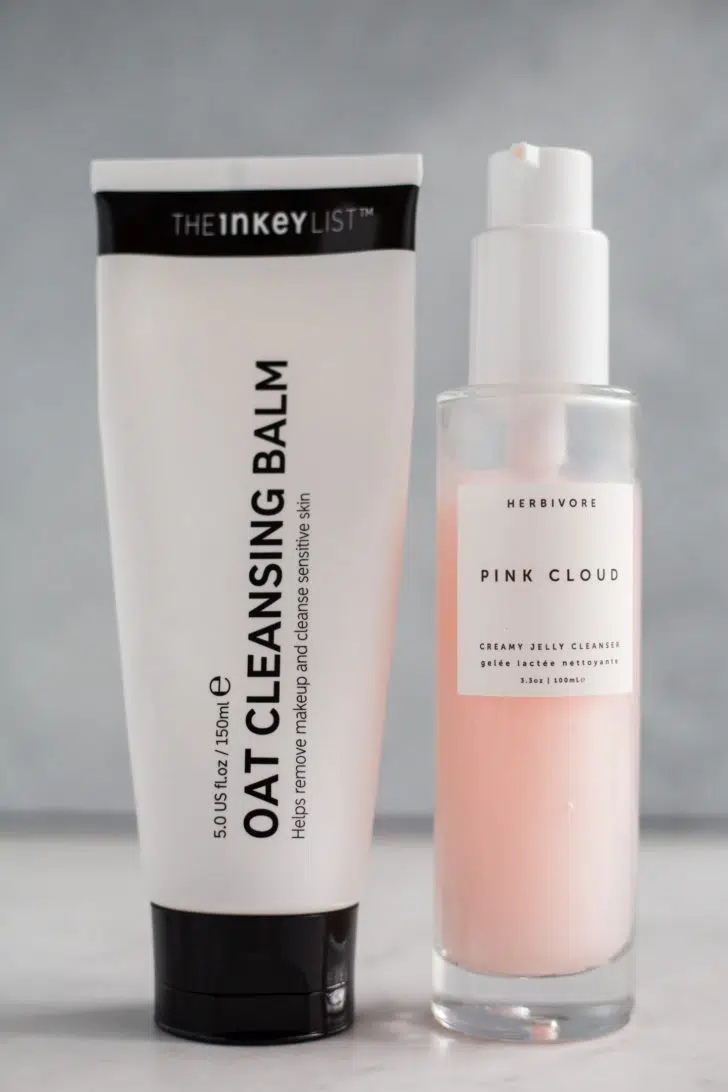 THE INKEY LIST™
OAT CLEANSING BALM
Helps remove makeup and cleanse sensitive skin
5.0 US fl.oz / 150ml ℮
HERBIVORE
PINK CLOUD
CREAMY JELLY CLEANSER
gelée lactée nettoyante
3.3oz | 100mL℮